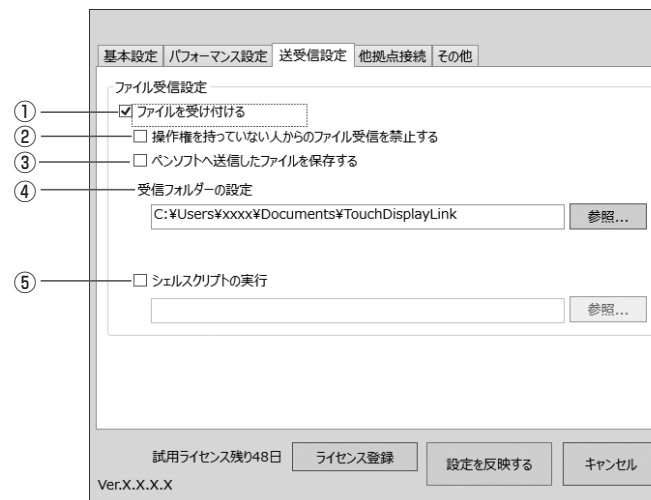 基本設定 パフォーマンス設定 送受信設定 他拠点接続 その他
ファイル受信設定
① ファイルを受け付ける
② 操作権を持っていない人からのファイル受信を禁止する
③ ペンソフトへ送信したファイルを保存する
④ 受信フォルダーの設定
C:¥Users¥xxxx¥Documents¥TouchDisplayLink 参照...
⑤ シェルスクリプトの実行
参照...
試用ライセンス残り48日 ライセンス登録 設定を反映する キャンセル
Ver.X.X.X.X